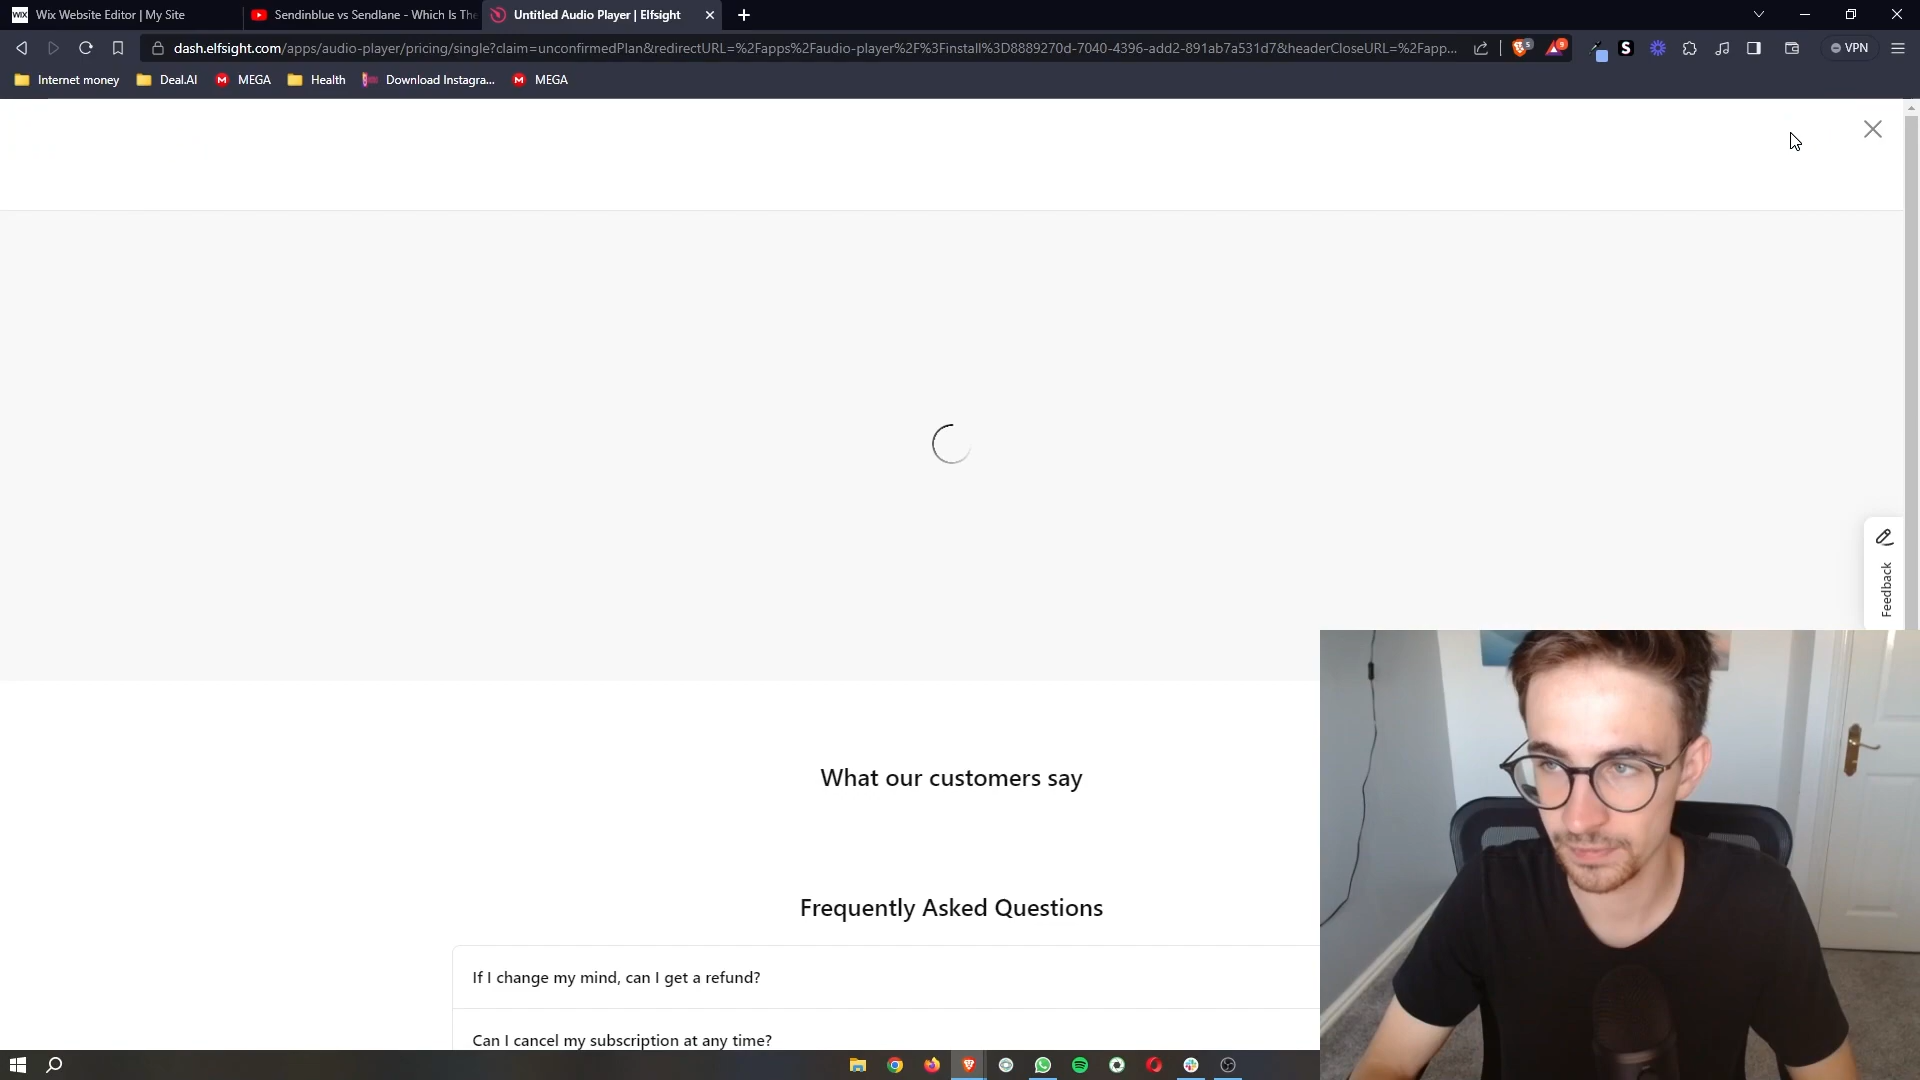 WIX Wix Website Editor | My Site
Sendinblue vs Sendlane - Which Is The
Untitled Audio Player | Elfsight
dash.elfsight.com/apps/audio-player/pricing/single?claim=unconfirmedPlan&redirectURL=%2Fapps%2Faudio-player%2F%3Finstall%3D8889270d-7040-4396-add2-891ab7a531d7&headerCloseURL=%2Fapp...
VPN
Internet money
Deal.AI
MEGA
Health
Download Instagra...
MEGA
Feedback
What our customers say
Frequently Asked Questions
If I change my mind, can I get a refund?
Can I cancel my subscription at any time?